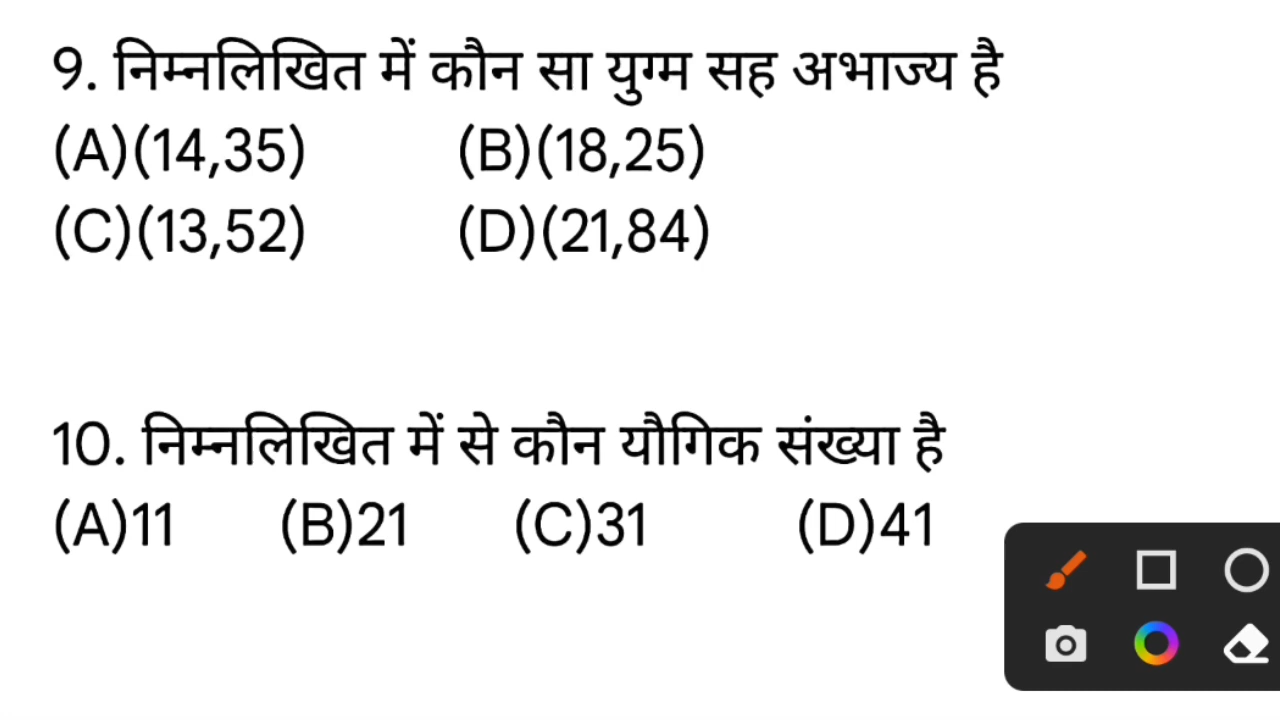 9. निम्नलिखित में कौन सा युग्म सह अभाज्य है
(A)(14,35) (B)(18,25)
(C)(13,52) (D)(21,84)
10. निम्नलिखित में से कौन यौगिक संख्या है
(A)11 (B)21 (C)31 (D)41